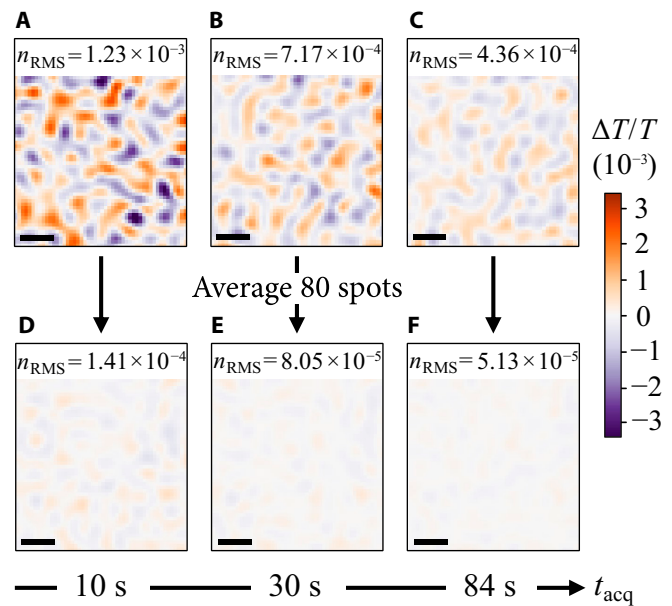 A
B
C
n_RMS = 1.23 × 10⁻³
n_RMS = 7.17 × 10⁻⁴
n_RMS = 4.36 × 10⁻⁴
ΔT/T
(10⁻³)
3
2
1
0
−1
−2
−3
Average 80 spots
D
E
F
n_RMS = 1.41 × 10⁻⁴
n_RMS = 8.05 × 10⁻⁵
n_RMS = 5.13 × 10⁻⁵
10 s
30 s
84 s
t_acq